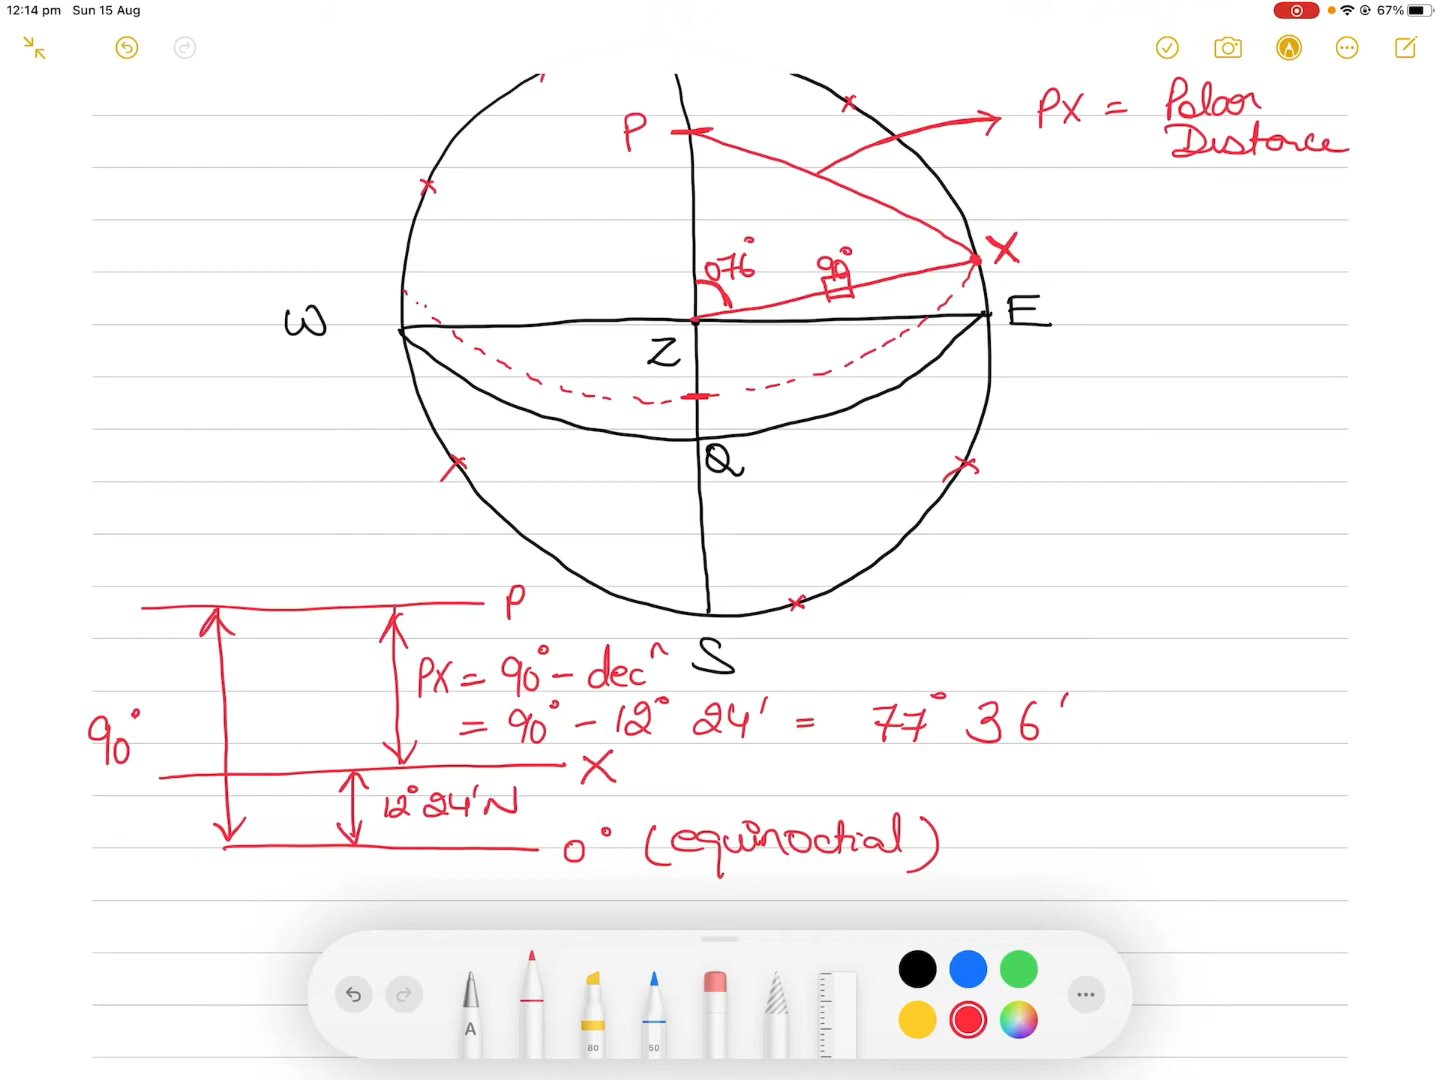 12:14 pm Sun 15 Aug
67%
P
PX = Polar
Distance
X
076°
90°
W
E
Z
Q
S
P
PX = 90° - decⁿ
90°
= 90° - 12° 24' = 77° 36'
X
12° 24' N
0° (equinoctial)
A
80
50